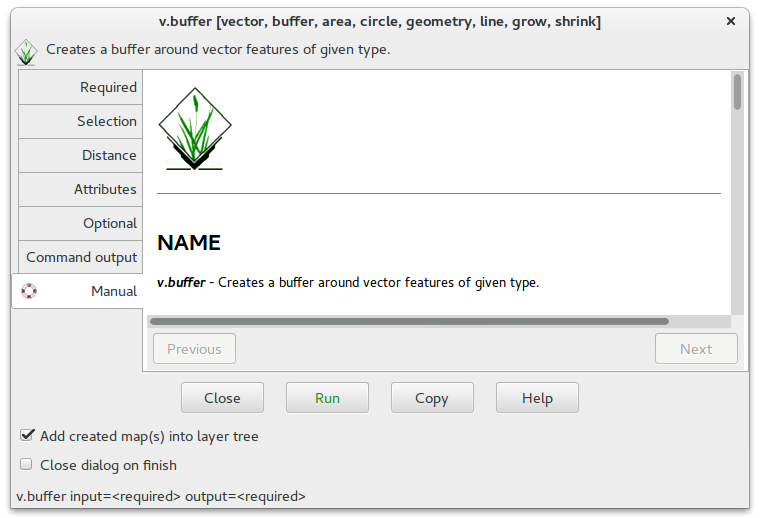 v.buffer [vector, buffer, area, circle, geometry, line, grow, shrink]
Creates a buffer around vector features of given type.
Required
Selection
Distance
Attributes
Optional
Command output
Manual
NAME
v.buffer - Creates a buffer around vector features of given type.
Previous
Next
Close
Run
Copy
Help
Add created map(s) into layer tree
Close dialog on finish
v.buffer input=<required> output=<required>